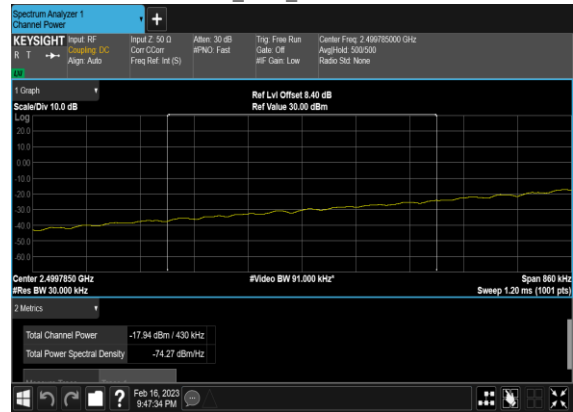 Spectrum Analyzer 1
Channel Power
+
KEYSIGHT Input: RF Input Z: 50 Ω Atten: 30 dB Trig: Free Run Center Freq: 2.499785000 GHz
R T Coupling: DC Corr CCorr #PNO: Fast Gate: Off Avg|Hold: 500/500
Align: Auto Freq Ref: Int (S) #IF Gain: Low Radio Std: None
1 Graph
Ref Lvl Offset 8.40 dB
Scale/Div 10.0 dB Ref Value 30.00 dBm
Log
20.0
10.0
0.00
-10.0
-20.0
-30.0
-40.0
-50.0
-60.0
Center 2.4997850 GHz #Video BW 91.000 kHz* Span 860 kHz
#Res BW 30.000 kHz Sweep 1.20 ms (1001 pts)
2 Metrics
Total Channel Power -17.94 dBm / 430 kHz
Total Power Spectral Density -74.27 dBm/Hz
?
Feb 16, 2023
9:47:34 PM